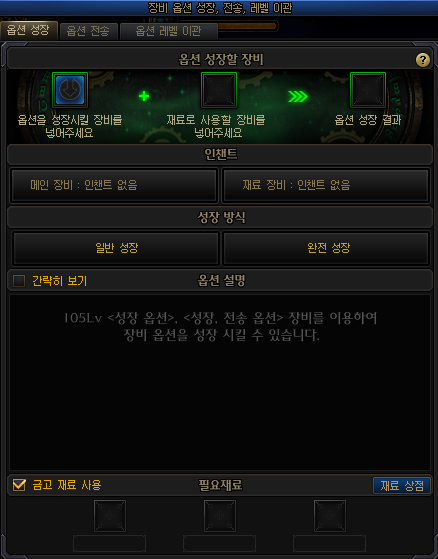 장비 옵션 성장, 전송, 레벨 이관
옵션 성장 옵션 전송 옵션 레벨 이관
옵션 성장할 장비
?
옵션을 성장시킬 장비를
넣어주세요
재료로 사용할 장비를
넣어주세요
옵션 성장 결과
인챈트
메인 장비 : 인챈트 없음
재료 장비 : 인챈트 없음
성장 방식
일반 성장
완전 성장
간략히 보기
옵션 설명
105Lv <성장 옵션>, <성장, 전송 옵션> 장비를 이용하여
장비 옵션을 성장 시킬 수 있습니다.
금고 재료 사용
필요재료
재료 상점